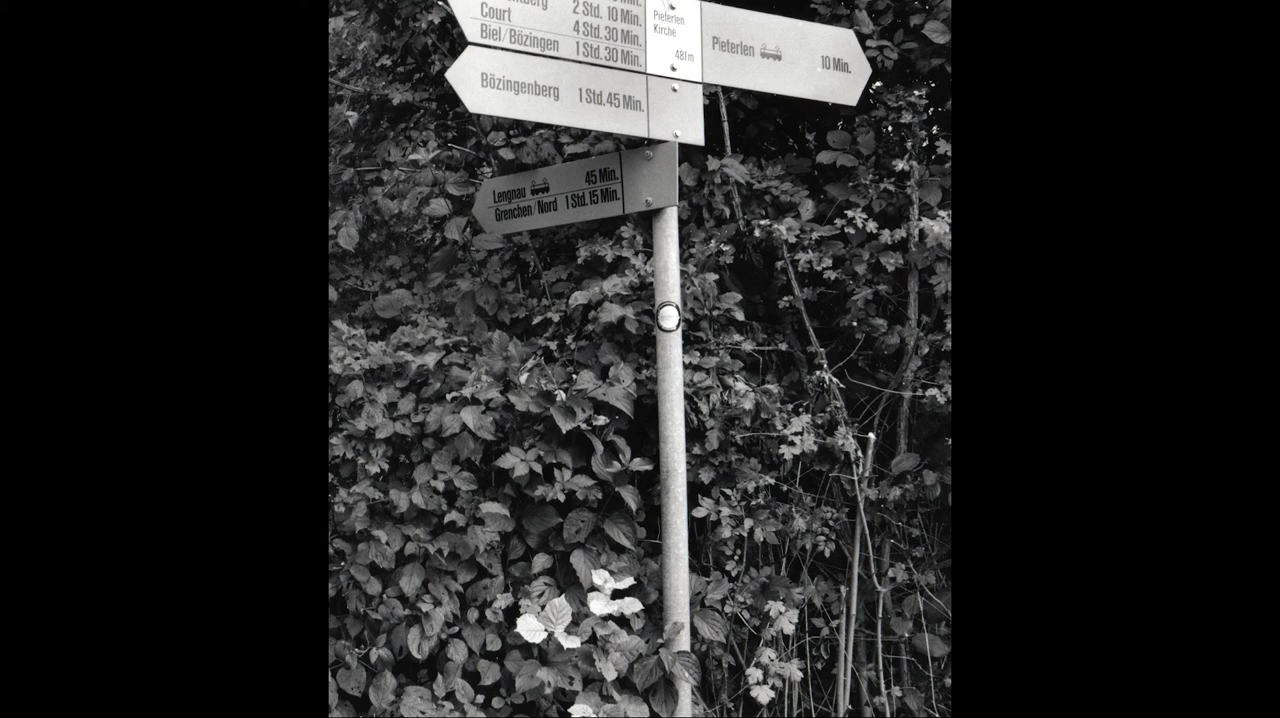 2 Std. 10 Min.
Court 4 Std. 30 Min.
Biel/Bözingen 1 Std. 30 Min.
Pieterlen
Kirche
481 m
Pieterlen 10 Min.
Bözingenberg 1 Std. 45 Min.
Lengnau 45 Min.
Grenchen/Nord 1 Std. 15 Min.